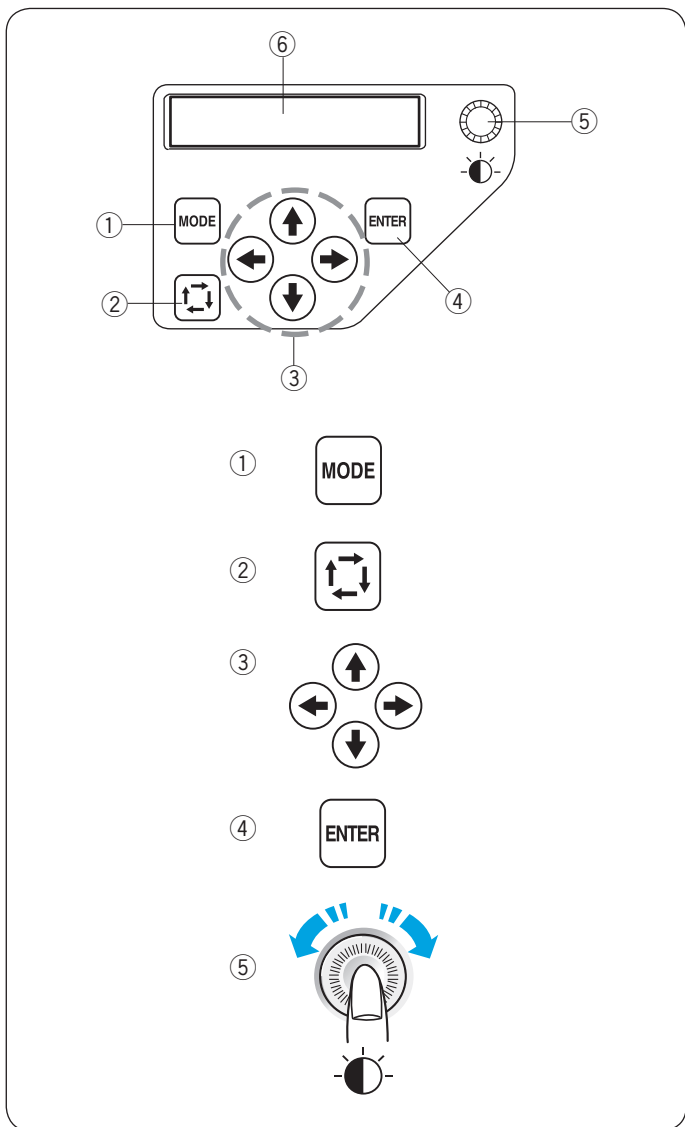 ⑥
⑤
① MODE ENTER
② ④
③
① MODE
②
③
④ ENTER
⑤